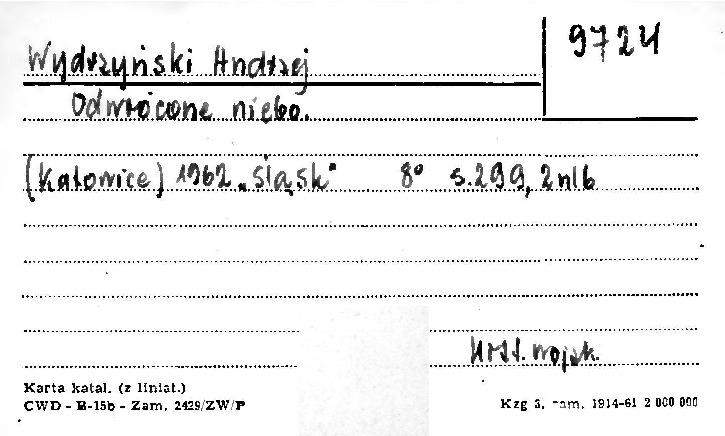 9724
Wydrzyński Andrzej
Odwrócone niebo.
(Katowice) 1962 „Śląsk" 8° s.299, 2nlb
wojsk.
Karta katal. (z liniat.)
CWD - B-15b - Zam. 2429/ZW/P
Kzg 3, zam. 1914-61 2 000 000